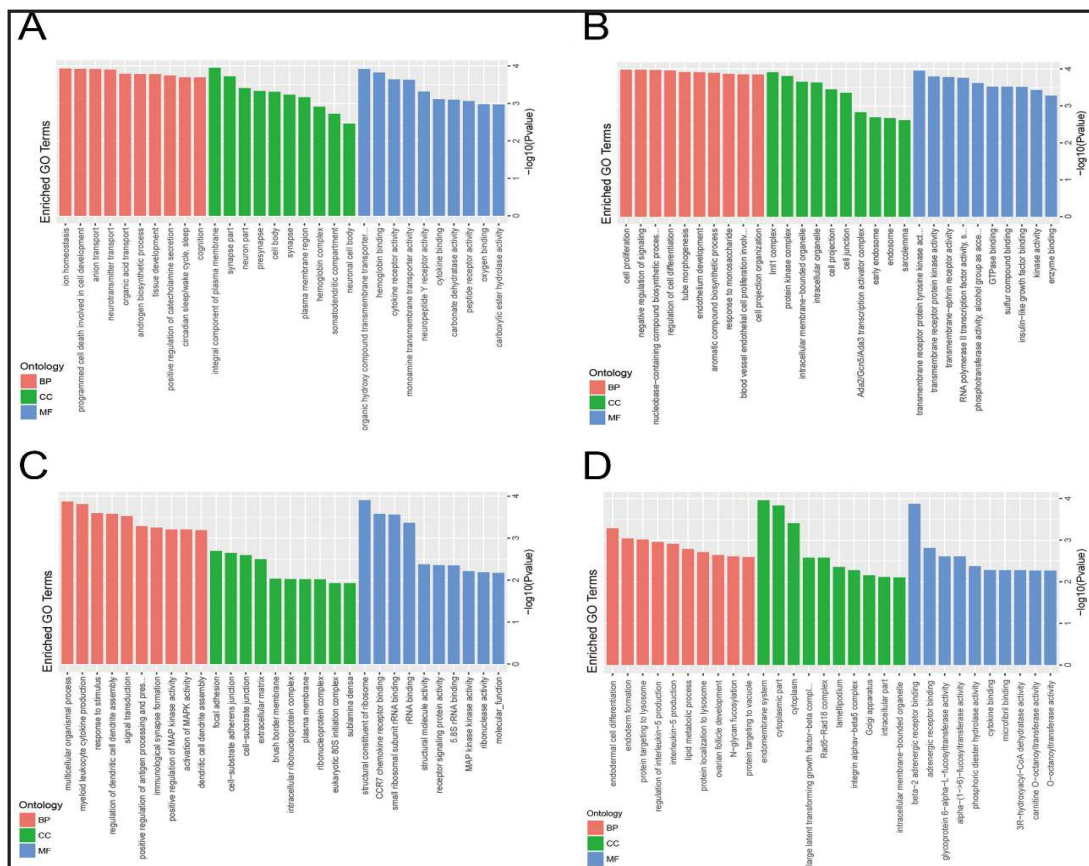 A
Enriched GO Terms
0
1
2
3
4
−log10(Pvalue)
ion homeostasis
programmed cell death involved in cell development
anion transport
neurotransmitter transport
organic acid transport
androgen biosynthetic process
tissue development
positive regulation of catecholamine secretion
circadian sleep/wake cycle, sleep
cognition
integral component of plasma membrane
synapse part
neuron part
presynapse
cell body
synapse
plasma membrane region
hemoglobin complex
somatodendritic compartment
neuronal cell body
organic hydroxy compound transmembrane transporter...
hemoglobin binding
cytokine receptor activity
monoamine transmembrane transporter activity
neuropeptide Y receptor activity
cytokine binding
carbonate dehydratase activity
peptide receptor activity
oxygen binding
carboxylic ester hydrolase activity
Ontology
BP
CC
MF
B
Enriched GO Terms
0
1
2
3
4
−log10(Pvalue)
cell proliferation
negative regulation of signaling
nucleobase-containing compound biosynthetic proces...
regulation of cell differentiation
tube morphogenesis
endothelium development
aromatic compound biosynthetic process
response to monosaccharide
blood vessel endothelial cell proliferation involv...
cell projection organization
Ino80 complex
protein kinase complex
intracellular membrane-bounded organelle
intracellular organelle
cell projection
cell junction
Ada2/Gcn5/Ada3 transcription activator complex
early endosome
endosome
sarcolemma
transmembrane receptor protein tyrosine kinase act...
transmembrane receptor protein kinase activity
transmembrane-ephrin receptor activity
RNA polymerase II transcription factor activity, s...
phosphotransferase activity, alcohol group as acce...
GTPase binding
sulfur compound binding
insulin-like growth factor binding
kinase activity
enzyme binding
Ontology
BP
CC
MF
C
Enriched GO Terms
0
1
2
3
4
−log10(Pvalue)
multicellular organismal process
myeloid leukocyte cytokine production
response to stimulus
regulation of dendritic cell dendrite assembly
signal transduction
positive regulation of antigen processing and pres...
immunological synapse formation
positive regulation of MAP kinase activity
activation of MAPK activity
dendritic cell dendrite assembly
focal adhesion
cell-substrate adherens junction
cell-substrate junction
extracellular matrix
brush border membrane
intracellular ribonucleoprotein complex
plasma membrane
ribonucleoprotein complex
eukaryotic 80S initiation complex
sublamina densa
structural constituent of ribosome
CCR7 chemokine receptor binding
small ribosomal subunit rRNA binding
rRNA binding
structural molecule activity
receptor signaling protein activity
5.8S rRNA binding
MAP kinase kinase activity
ribonuclease activity
molecular_function
Ontology
BP
CC
MF
D
Enriched GO Terms
0
1
2
3
4
−log10(Pvalue)
endodermal cell differentiation
endoderm formation
protein targeting to lysosome
regulation of interleukin-5 production
interleukin-5 production
lipid metabolic process
protein localization to lysosome
ovarian follicle development
N-glycan fucosylation
protein targeting to vacuole
endomembrane system
cytoplasmic part
cytoplasm
large latent transforming growth factor-beta compl...
Rad6-Rad18 complex
lamellipodium
integrin alphav-beta5 complex
Golgi apparatus
intracellular part
intracellular membrane-bounded organelle
beta-2 adrenergic receptor binding
adrenergic receptor binding
glycoprotein 6-alpha-L-fucosyltransferase activity
alpha-(1->6)-fucosyltransferase activity
phosphoric diester hydrolase activity
cytokine binding
microfibril binding
3R-hydroxyacyl-CoA dehydratase activity
carnitine O-octanoyltransferase activity
O-octanoyltransferase activity
Ontology
BP
CC
MF